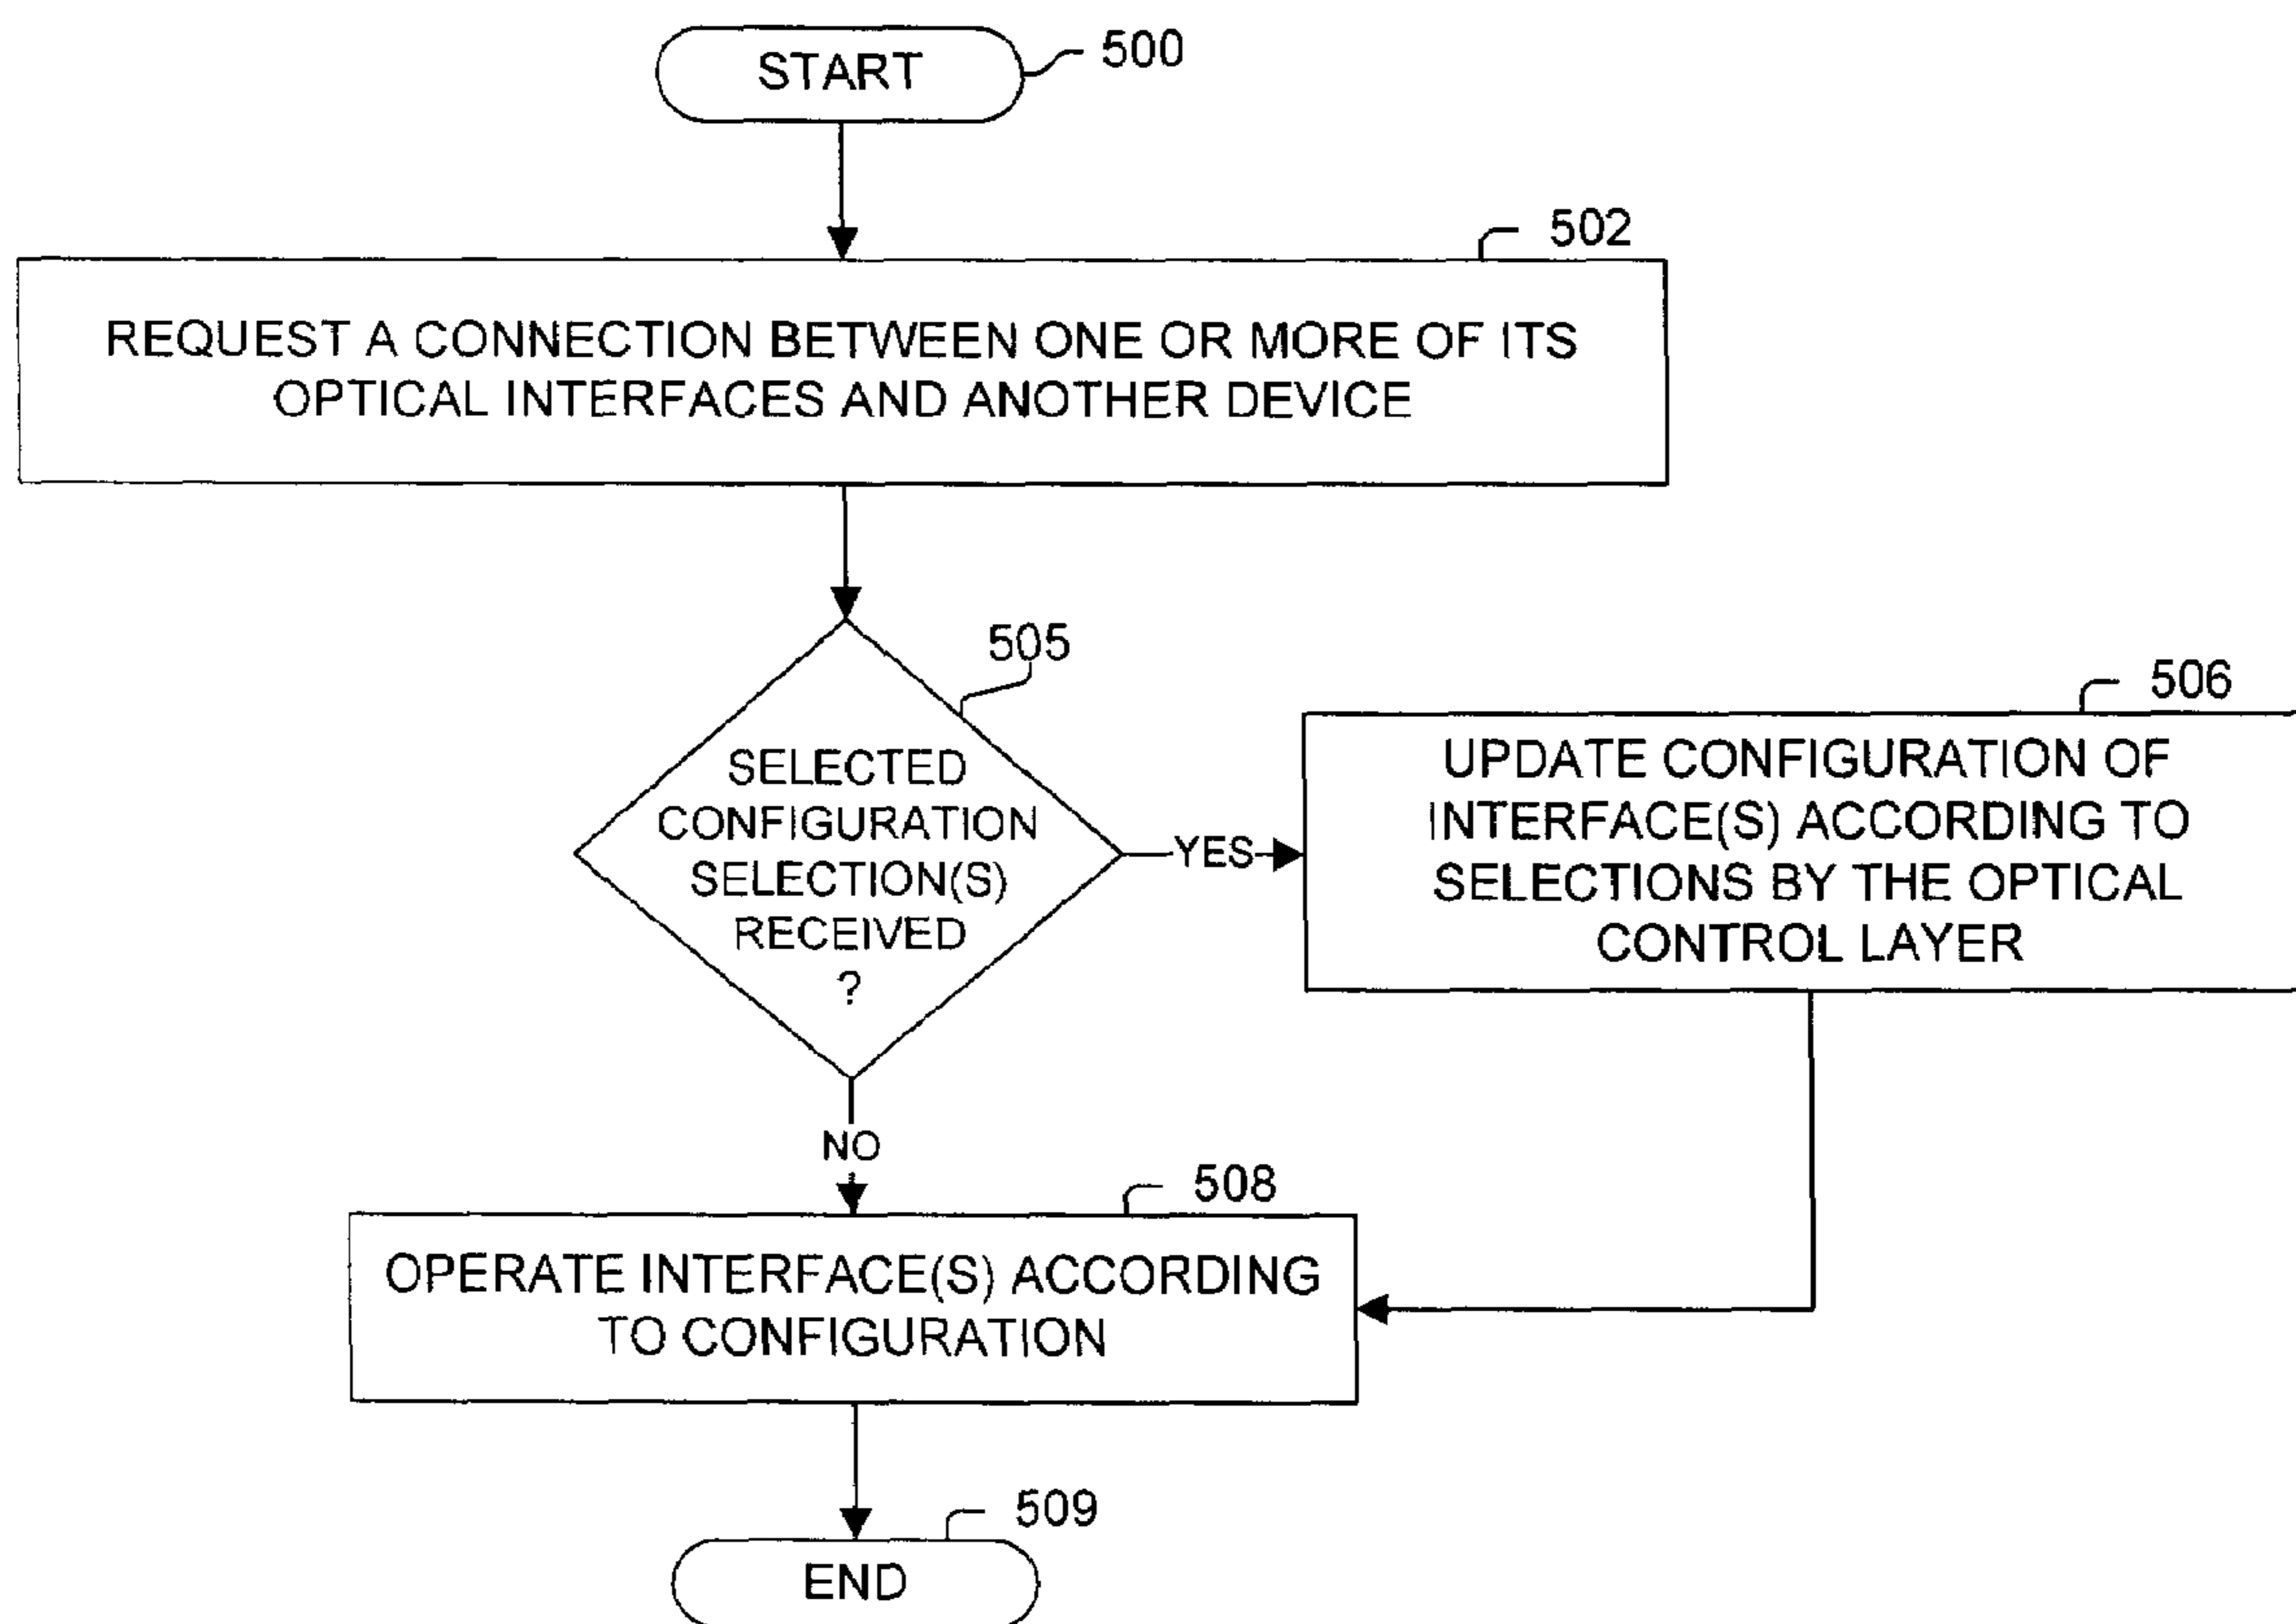 START
500
502
REQUEST A CONNECTION BETWEEN ONE OR MORE OF ITS
OPTICAL INTERFACES AND ANOTHER DEVICE
505
SELECTED
CONFIGURATION
SELECTION(S)
RECEIVED
?
YES
506
UPDATE CONFIGURATION OF
INTERFACE(S) ACCORDING TO
SELECTIONS BY THE OPTICAL
CONTROL LAYER
NO
508
OPERATE INTERFACE(S) ACCORDING
TO CONFIGURATION
509
END